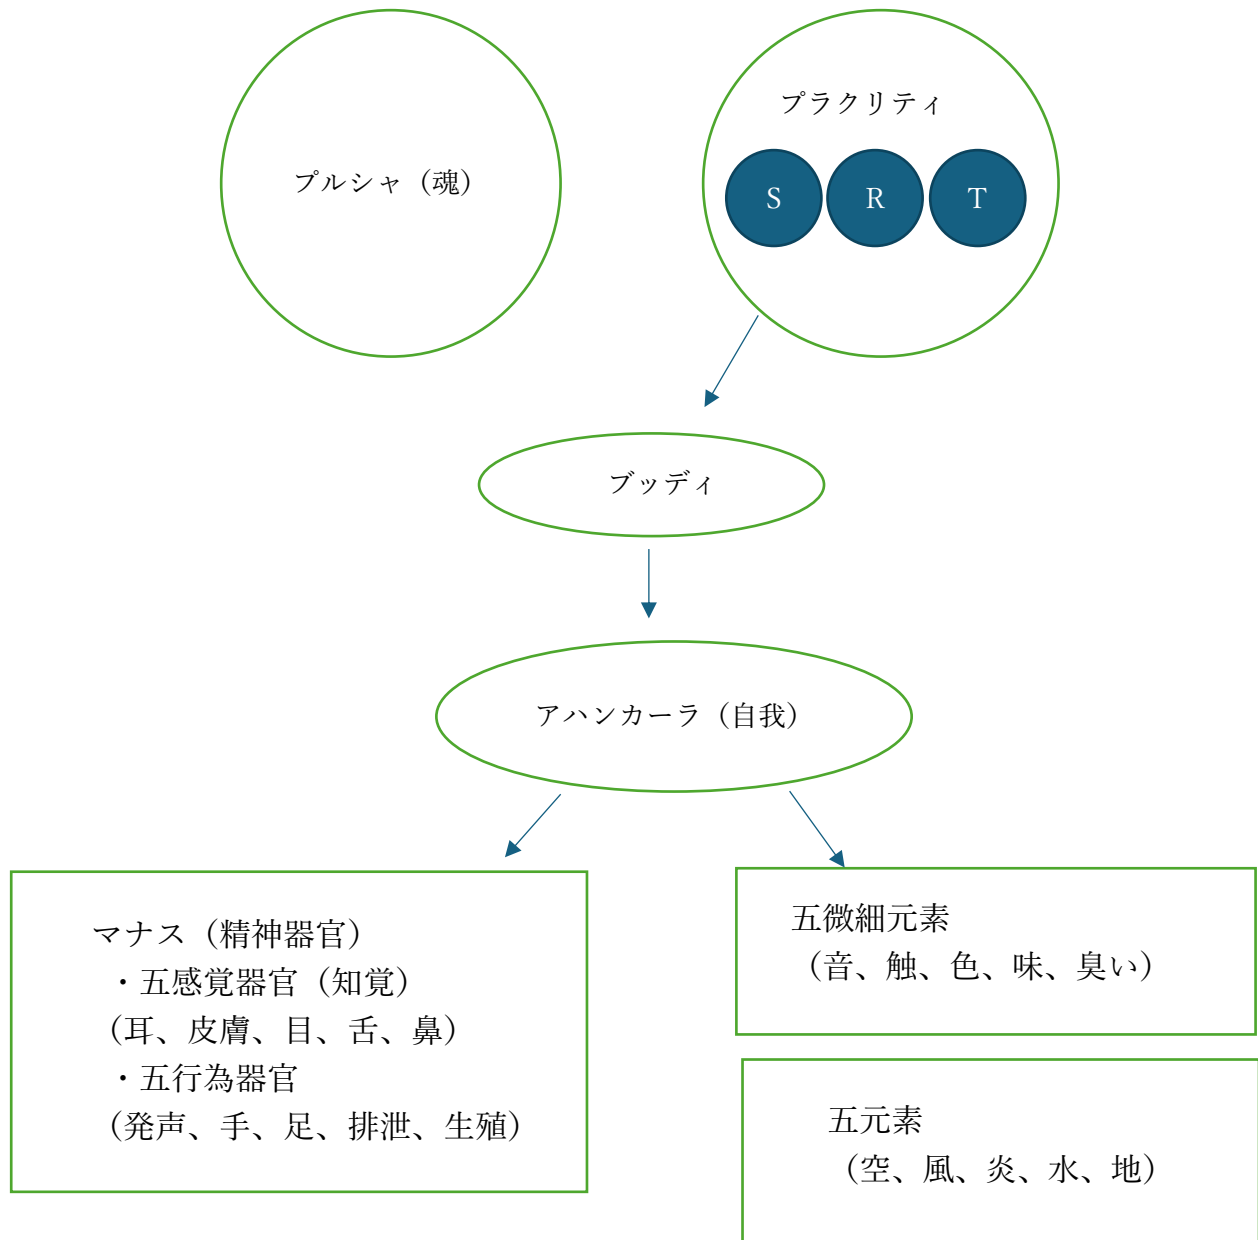 プルシャ（魂）
プラクリティ
S
R
T
ブッディ
アハンカーラ（自我）
マナス（精神器官）
・五感覚器官（知覚）
（耳、皮膚、目、舌、鼻）
・五行為器官
（発声、手、足、排泄、生殖）
五微細元素
（音、触、色、味、臭い）
五元素
（空、風、炎、水、地）